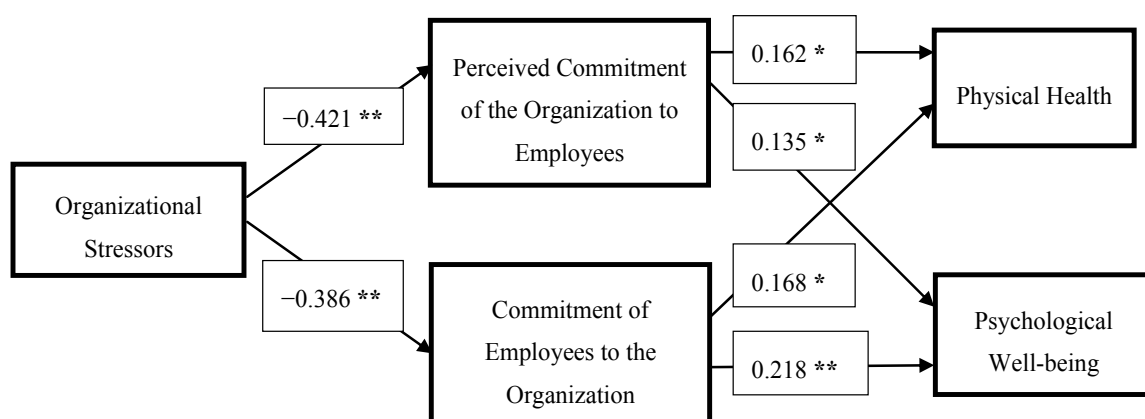 Organizational
Stressors
−0.421 **
−0.386 **
Perceived Commitment
of the Organization to
Employees
Commitment of
Employees to the
Organization
0.162 *
0.135 *
0.168 *
0.218 **
Physical Health
Psychological
Well-being